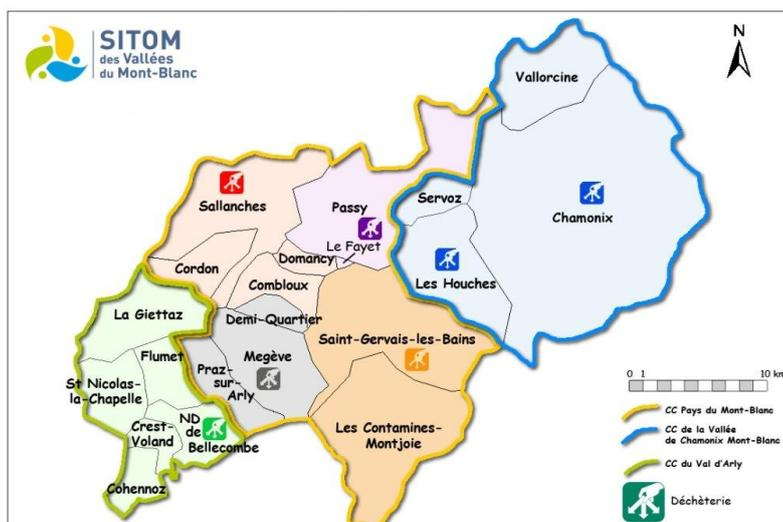 SITOM
des Vallées
du Mont-Blanc
N
Vallorcine
Chamonix
Servoz
Les Houches
Sallanches
Passy
Le Fayet
Domancy
Cordon
Combloux
Demi-Quartier
Saint-Gervais-les-Bains
La Giettaz
Flumet
Megève
Praz-
sur-
Arly
St Nicolas-
la-Chapelle
Les Contamines-
Montjoie
Crest-
Voland
ND
de
Bellecombe
Cohennoz
0 1 10 km
CC Pays du Mont-Blanc
CC de la Vallée
de Chamonix Mont-Blanc
CC du Val d'Arly
Déchèterie